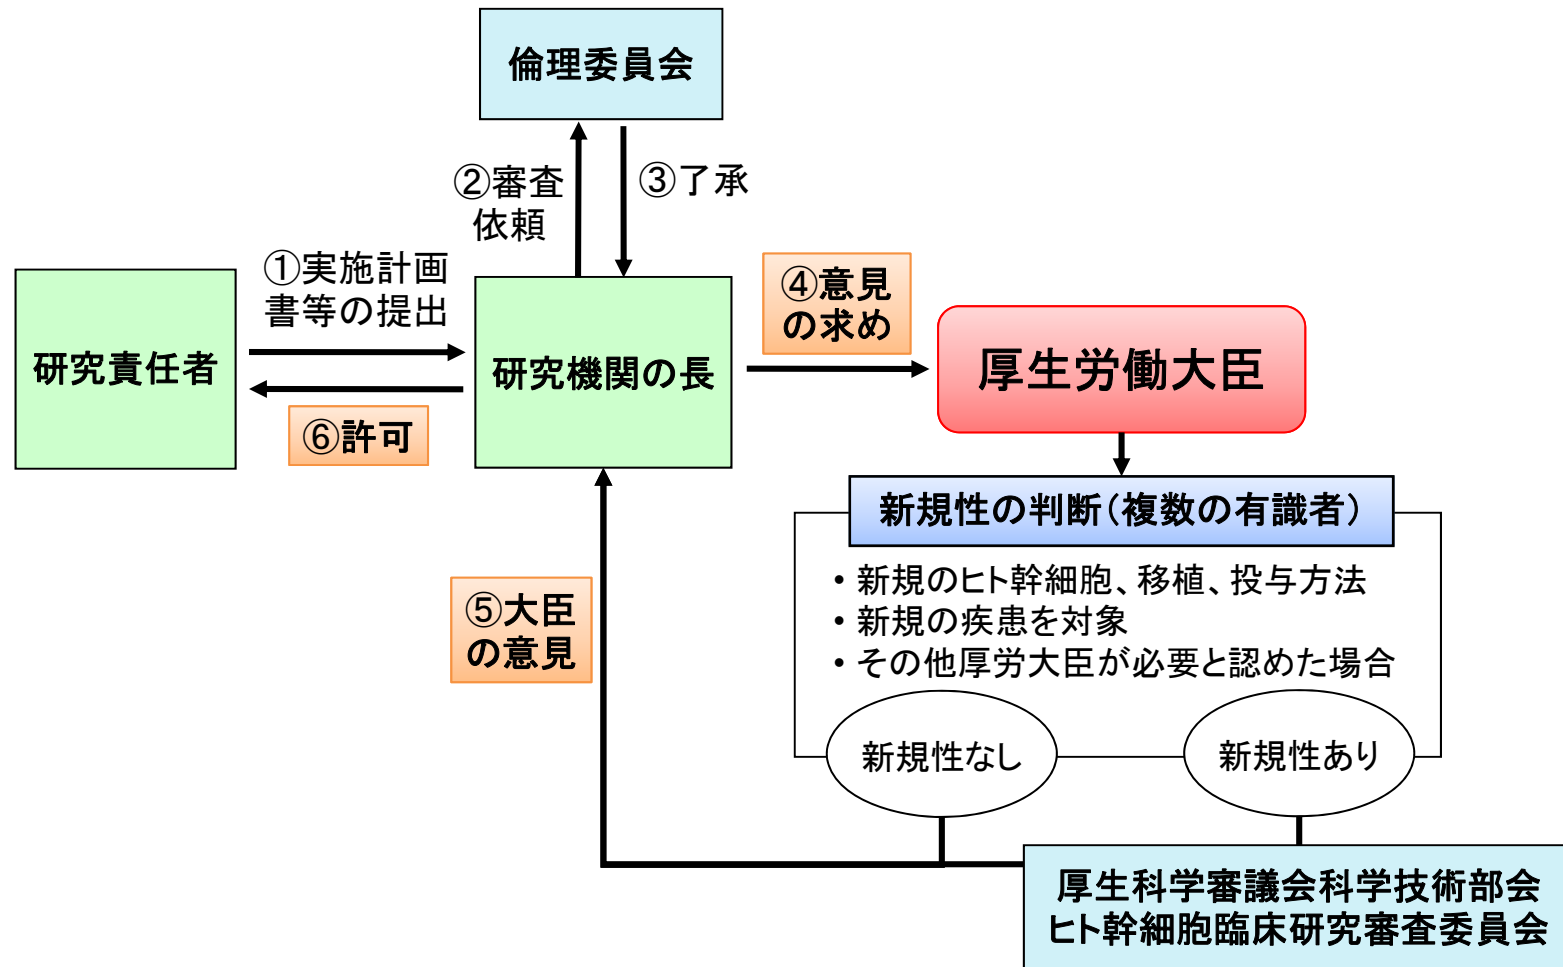 倫理委員会
②審査
依頼
③了承
①実施計画
書等の提出
④意見
の求め
研究責任者
研究機関の長
厚生労働大臣
⑥許可
新規性の判断(複数の有識者)
・新規のヒト幹細胞、移植、投与方法
・新規の疾患を対象
・その他厚労大臣が必要と認めた場合
⑤大臣
の意見
新規性なし
新規性あり
厚生科学審議会科学技術部会
ヒト幹細胞臨床研究審査委員会